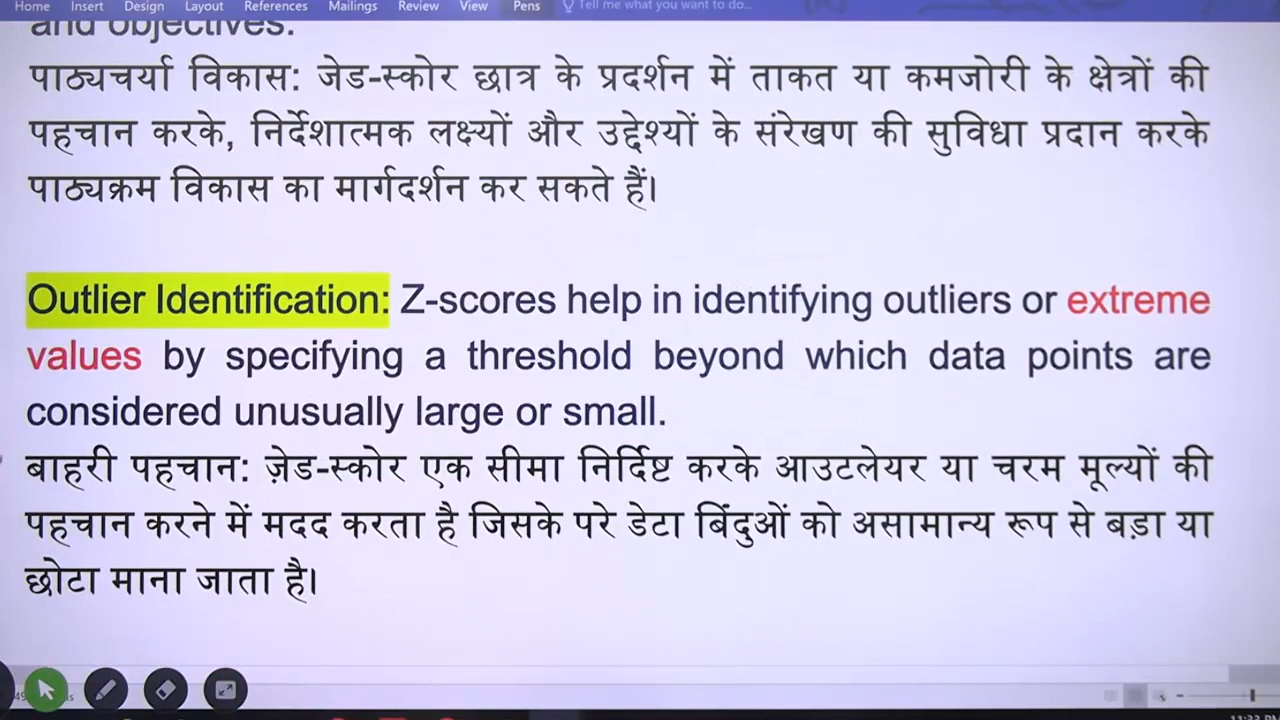 Home Insert Design Layout References Mailings Review View Pens Tell me what you want to do...
and objectives.
पाठ्यचर्या विकास: जेड-स्कोर छात्र के प्रदर्शन में ताकत या कमजोरी के क्षेत्रों की
पहचान करके, निर्देशात्मक लक्ष्यों और उद्देश्यों के संरेखण की सुविधा प्रदान करके
पाठ्यक्रम विकास का मार्गदर्शन कर सकते हैं।
Outlier Identification: Z-scores help in identifying outliers or extreme
values by specifying a threshold beyond which data points are
considered unusually large or small.
बाहरी पहचान: ज़ेड-स्कोर एक सीमा निर्दिष्ट करके आउटलेयर या चरम मूल्यों की
पहचान करने में मदद करता है जिसके परे डेटा बिंदुओं को असामान्य रूप से बड़ा या
छोटा माना जाता है।